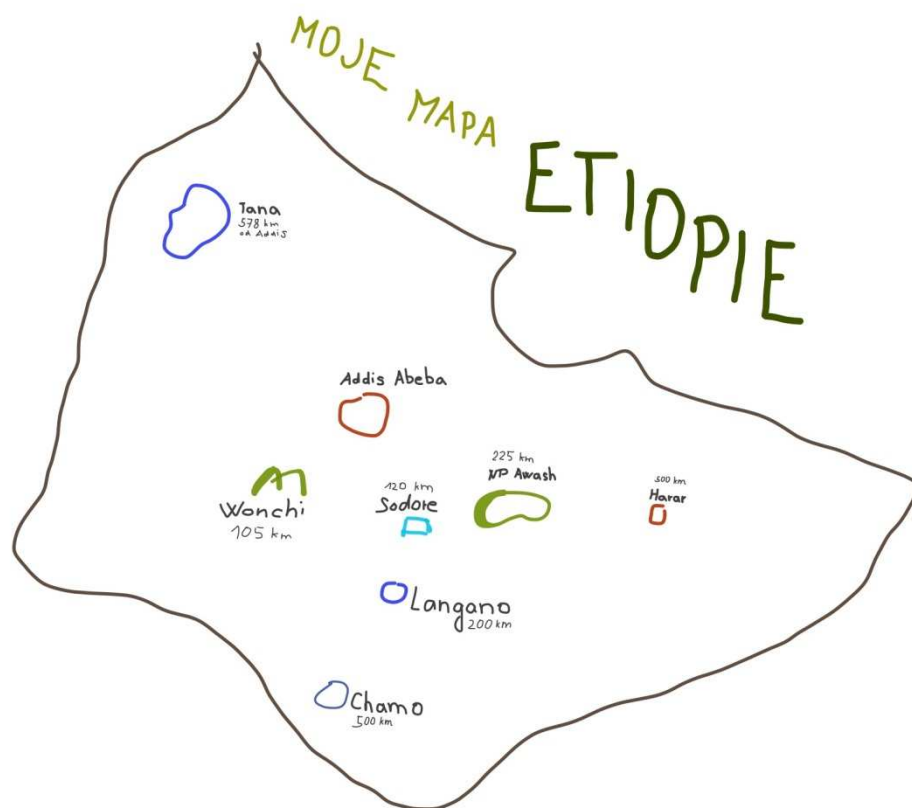 MOJE
MAPA
ETIOPIE
Tana
578 km
od Addis
Addis Abeba
225 km
NP Awash
500 km
Harar
120 km
Sodore
Wonchi
105 km
Langano
200 km
Chamo
500 km